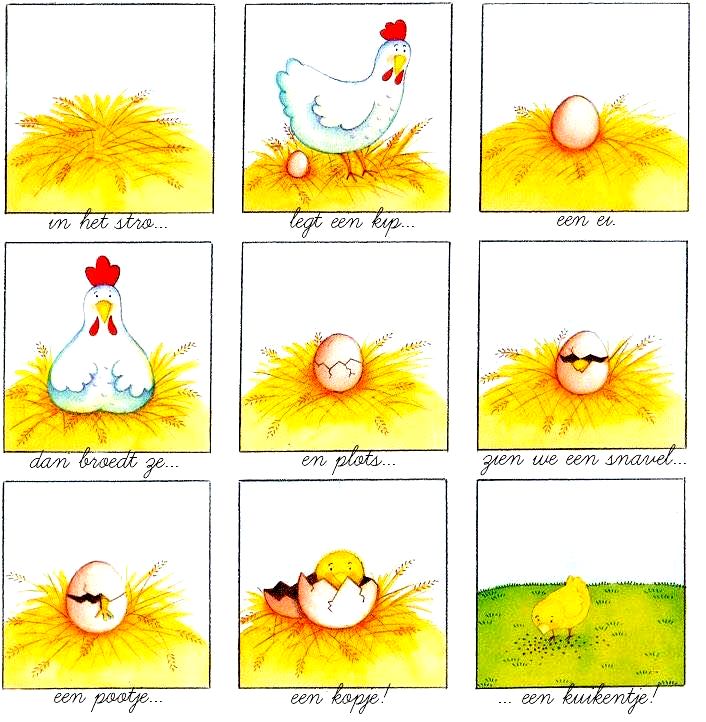 in het stro...
legt een kip...
een ei.
dan broedt ze...
en plots...
zien we een snavel...
een pootje...
een kopje!
... een kuikentje!